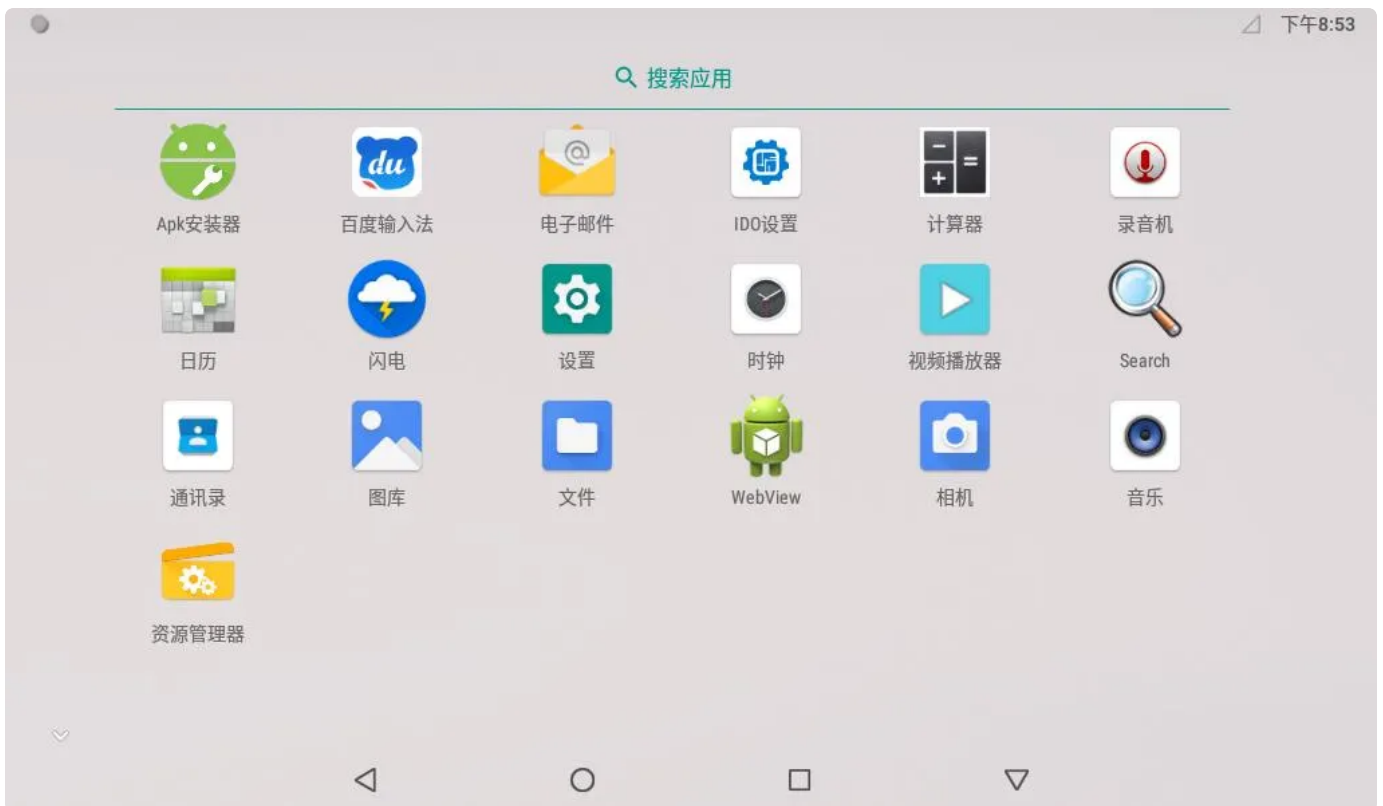 下午8:53
搜索应用
du
@
Apk安装器
百度输入法
电子邮件
IDO设置
计算器
录音机
日历
闪电
设置
时钟
视频播放器
Search
通讯录
图库
文件
WebView
相机
音乐
资源管理器